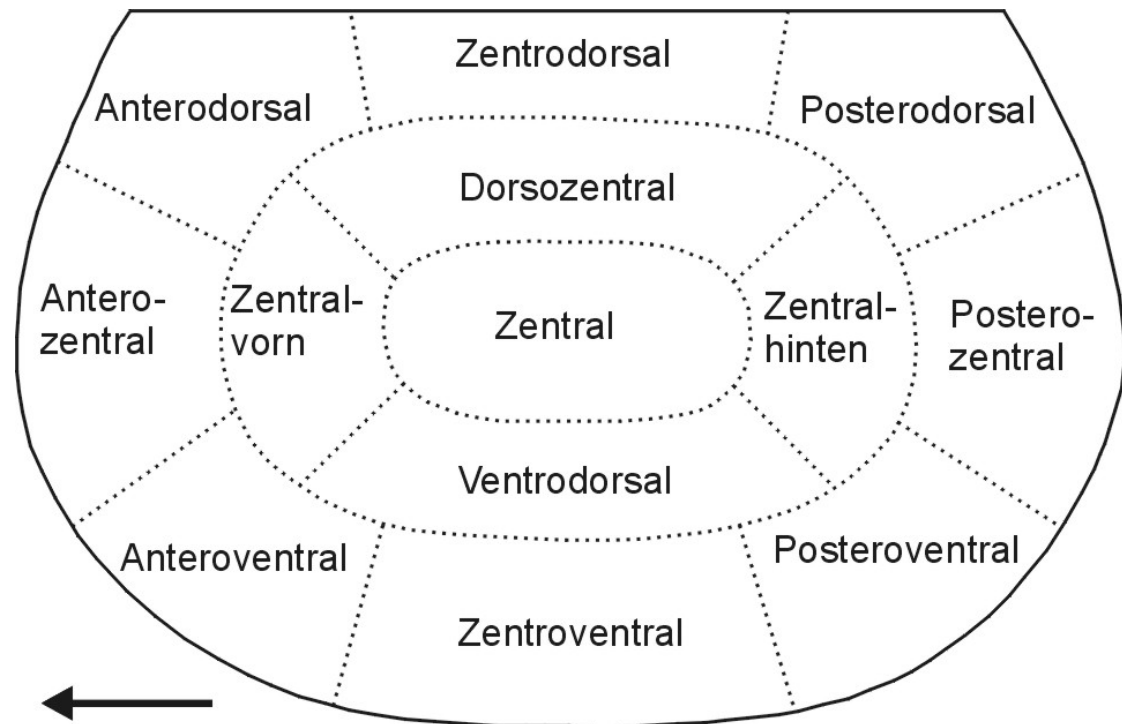 Zentrodorsal
Anterodorsal
Posterodorsal
Dorsozentral
Antero-
zentral
Zentral-
vorn
Zentral
Zentral-
hinten
Postero-
zentral
Ventrodorsal
Anteroventral
Posteroventral
Zentroventral